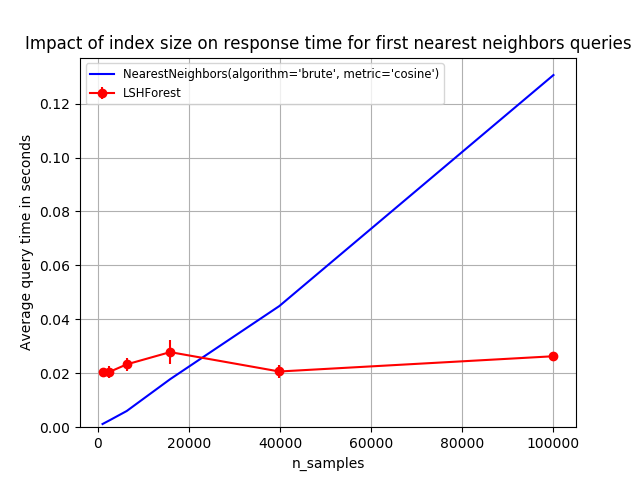 Impact of index size on response time for first nearest neighbors queries
NearestNeighbors(algorithm='brute', metric='cosine')
LSHForest
Average query time in seconds
0.12
0.10
0.08
0.06
0.04
0.02
0.00
0 20000 40000 60000 80000 100000
n_samples